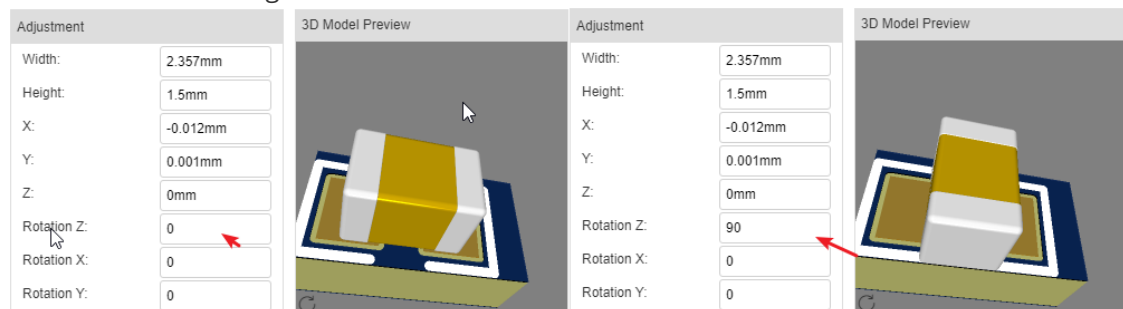 Adjustment
Width: 2.357mm
Height: 1.5mm
X: -0.012mm
Y: 0.001mm
Z: 0mm
Rotation Z: 0
Rotation X: 0
Rotation Y: 0
3D Model Preview
Adjustment
Width: 2.357mm
Height: 1.5mm
X: -0.012mm
Y: 0.001mm
Z: 0mm
Rotation Z: 90
Rotation X: 0
Rotation Y: 0
3D Model Preview